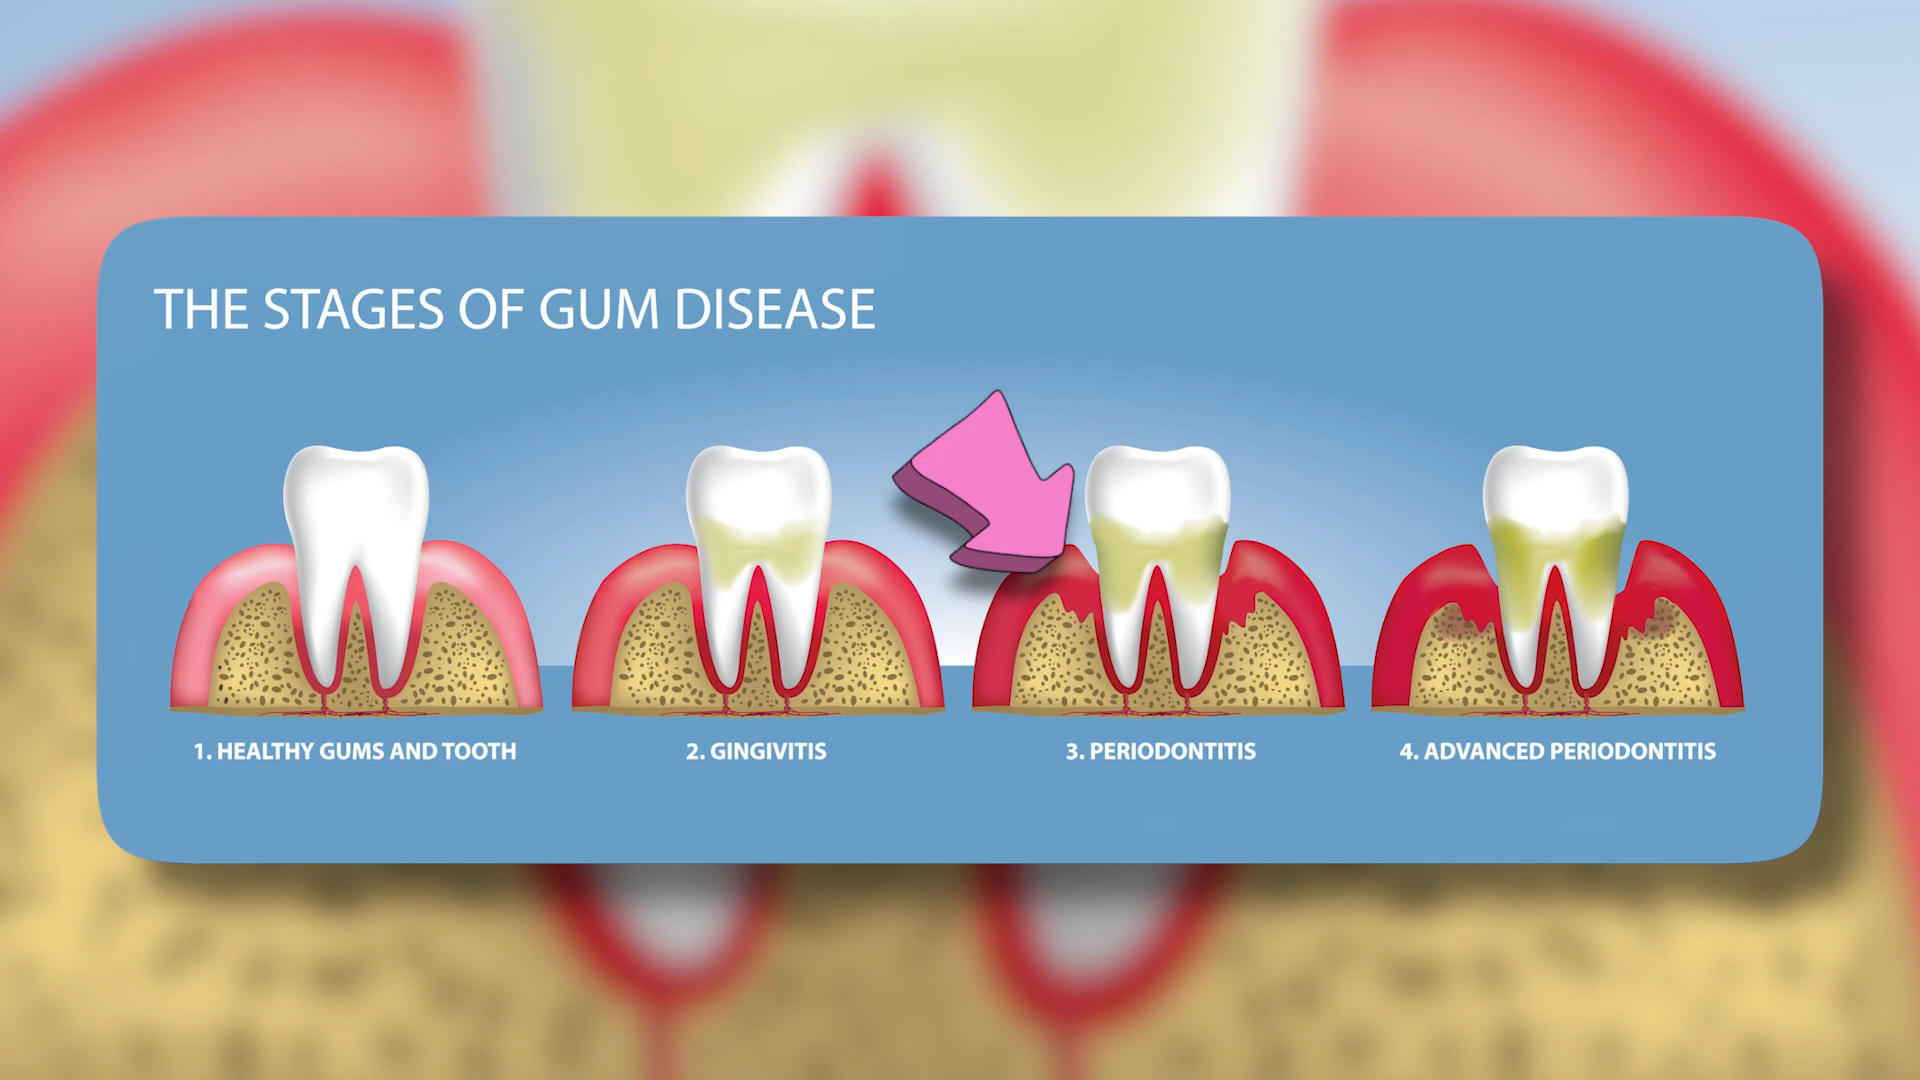 THE STAGES OF GUM DISEASE
1. HEALTHY GUMS AND TOOTH
2. GINGIVITIS
3. PERIODONTITIS
4. ADVANCED PERIODONTITIS